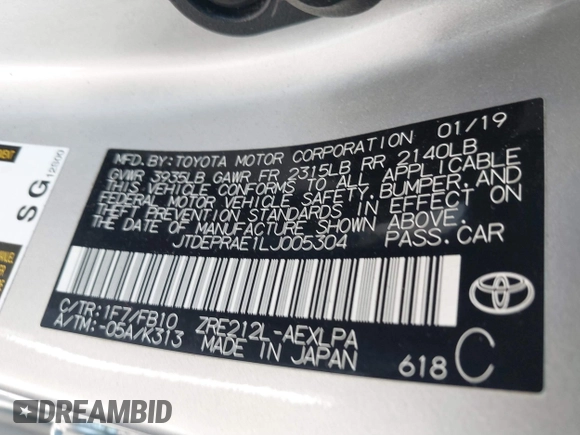 MFD.BY:TOYOTA MOTOR CORPORATION 01/19
GVWR 3935LB GAWR FR 2315LB RR 2140LB
THIS VEHICLE CONFORMS TO ALL APPLICABLE
FEDERAL MOTOR VEHICLE SAFETY,BUMPER,AND
THEFT PREVENTION STANDARDS IN EFFECT ON
THE DATE OF MANUFACTURE SHOWN ABOVE.
JTDEPRAE1LJ005304 PASS.CAR
C/TR:1F7/FB10 ZRE212L-AEXLPA
A/TM:-05A/K313 MADE IN JAPAN
618 C
SG
12500
DREAMBID